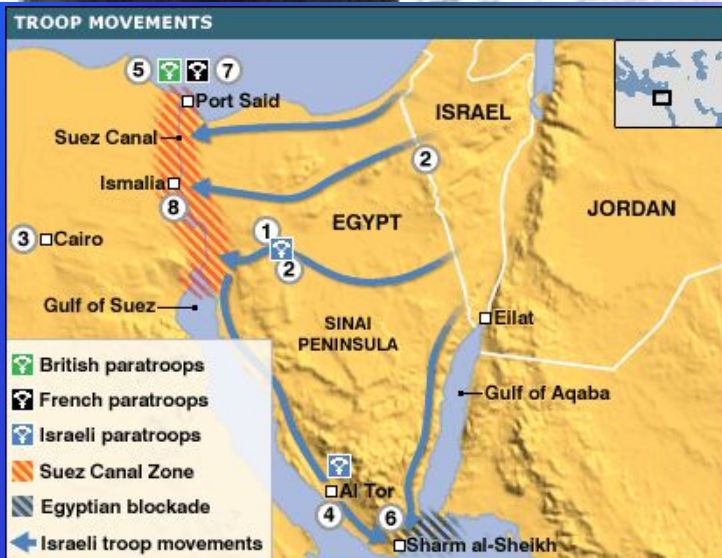 TROOP MOVEMENTS
5 7
Port Said
ISRAEL
Suez Canal
2
Ismalia
8
EGYPT
JORDAN
3 Cairo
1
2
Gulf of Suez
SINAI
PENINSULA
Eilat
British paratroops
French paratroops
Gulf of Aqaba
Israeli paratroops
Suez Canal Zone
Al Tor
Egyptian blockade
4 6
Israeli troop movements
Sharm al-Sheikh